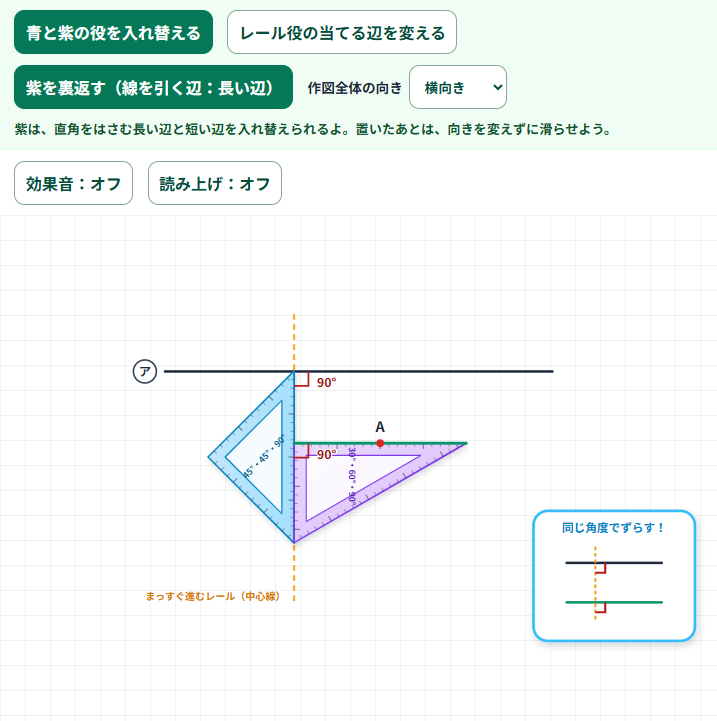 青と紫の役を入れ替える
レール役の当てる辺を変える
紫を裏返す（線を引く辺：長い辺）
作図全体の向き
横向き
紫は、直角をはさむ長い辺と短い辺を入れ替えられるよ。置いたあとは、向きを変えずに滑らせよう。
効果音：オフ
読み上げ：オフ
ア
90°
A
90°
45°・45°・90°
30°・60°・90°
同じ角度でずらす！
まっすぐ進むレール（中心線）